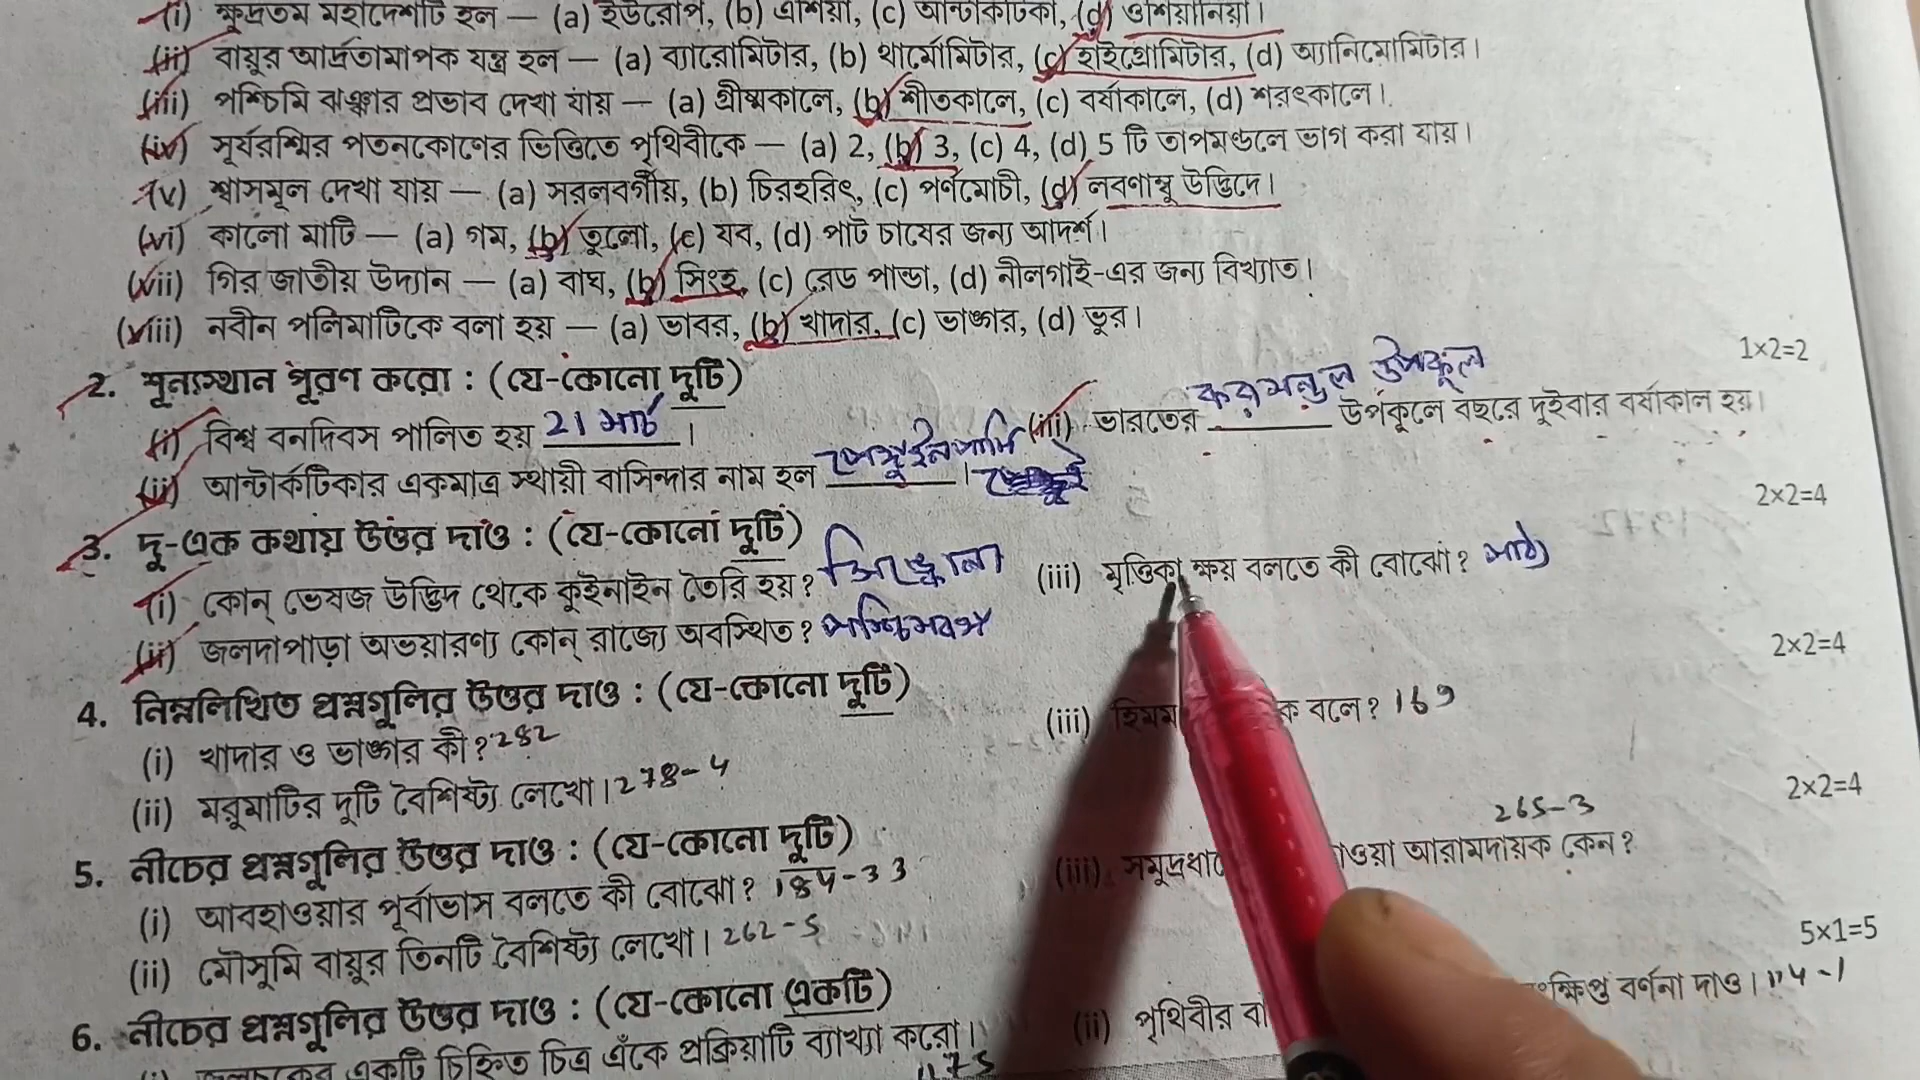 (i) ক্ষুদ্রতম মহাদেশটি হল — (a) ইউরোপ, (b) এশিয়া, (c) আন্টার্কটিকা, (d) ওশিয়ানিয়া।
(ii) বায়ুর আর্দ্রতামাপক যন্ত্র হল — (a) ব্যারোমিটার, (b) থার্মোমিটার, (c) হাইগ্রোমিটার, (d) অ্যানিমোমিটার।
(iii) পশ্চিমি ঝঞ্ঝার প্রভাব দেখা যায় — (a) গ্রীষ্মকালে, (b) শীতকালে, (c) বর্ষাকালে, (d) শরৎকালে।
(iv) সূর্যরশ্মির পতনকোণের ভিত্তিতে পৃথিবীকে — (a) 2, (b) 3, (c) 4, (d) 5 টি তাপমণ্ডলে ভাগ করা যায়।
(v) শ্বাসমূল দেখা যায় — (a) সরলবর্গীয়, (b) চিরহরিৎ, (c) পর্ণমোচী, (d) লবণাম্বু উদ্ভিদে।
(vi) কালো মাটি — (a) গম, (b) তুলো, (c) যব, (d) পাট চাষের জন্য আদর্শ।
(vii) গির জাতীয় উদ্যান — (a) বাঘ, (b) সিংহ, (c) রেড পান্ডা, (d) নীলগাই-এর জন্য বিখ্যাত।
(viii) নবীন পলিমাটিকে বলা হয় — (a) ভাবর, (b) খাদার, (c) ভাঙ্গার, (d) ভুর।
2. শূন্যস্থান পূরণ করো : (যে-কোনো দুটি) 1×2=2
(i) বিশ্ব বনদিবস পালিত হয় 21 মার্চ।
(ii) আন্টার্কটিকার একমাত্র স্থায়ী বাসিন্দার নাম হল পেঙ্গুইন পাখি।
(iii) ভারতের করমন্ডল উপকূল উপকূলে বছরে দুইবার বর্ষাকাল হয়।
3. দু-এক কথায় উত্তর দাও : (যে-কোনো দুটি) 2×2=4
(i) কোন্ ভেষজ উদ্ভিদ থেকে কুইনাইন তৈরি হয়? সিঙ্কোনা
(ii) জলদাপাড়া অভয়ারণ্য কোন্ রাজ্যে অবস্থিত? পশ্চিমবঙ্গ
(iii) মৃত্তিকা ক্ষয় বলতে কী বোঝো?
4. নিম্নলিখিত প্রশ্নগুলির উত্তর দাও : (যে-কোনো দুটি) 2×2=4
(i) খাদার ও ভাঙ্গার কী? 282
(ii) মরুমাটির দুটি বৈশিষ্ট্য লেখো।
(iii) বলে?
5. নীচের প্রশ্নগুলির উত্তর দাও : (যে-কোনো দুটি) 2×2=4
(i) আবহাওয়ার পূর্বাভাস বলতে কী বোঝো?
(ii) মৌসুমি বায়ুর তিনটি বৈশিষ্ট্য লেখো। 262-5
265-3
(iii) আরামদায়ক কেন?
6. নীচের প্রশ্নগুলির উত্তর দাও : (যে-কোনো একটি) 5×1=5
(i) জলচক্রের একটি চিহ্নিত চিত্র এঁকে প্রক্রিয়াটি ব্যাখ্যা করো।
(ii) পৃথিবীর বর্ণনা দাও।